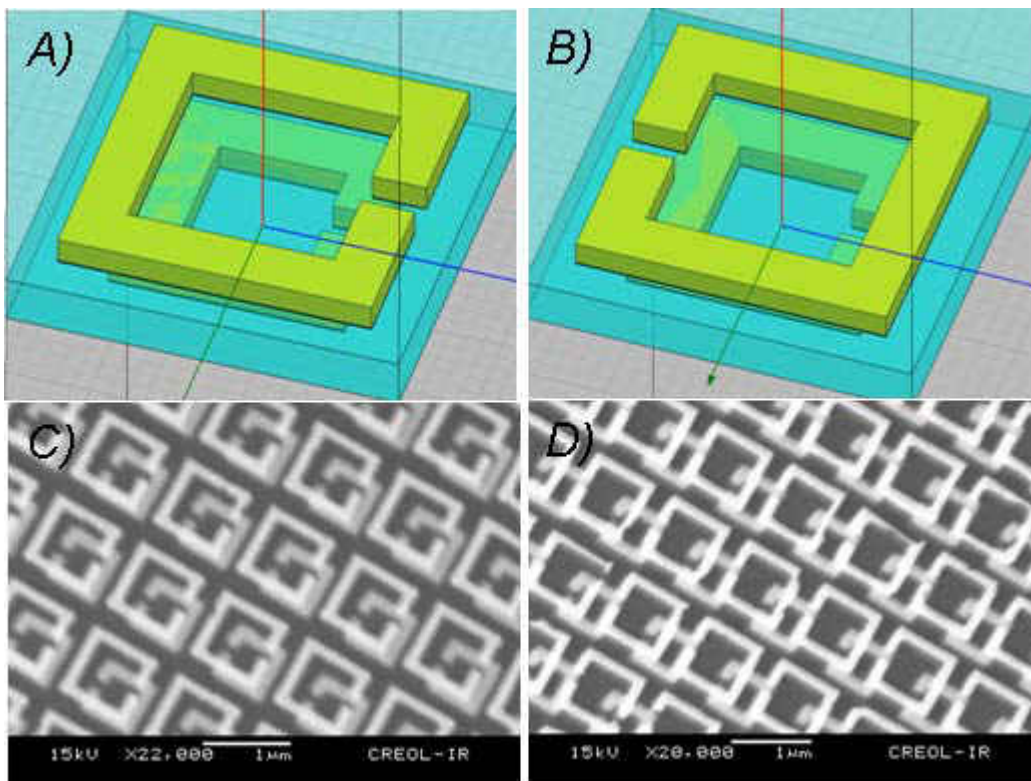 A)
B)
C)
D)
15kV X22,000 1µm CREOL-IR
15kV X20,000 1µm CREOL-IR